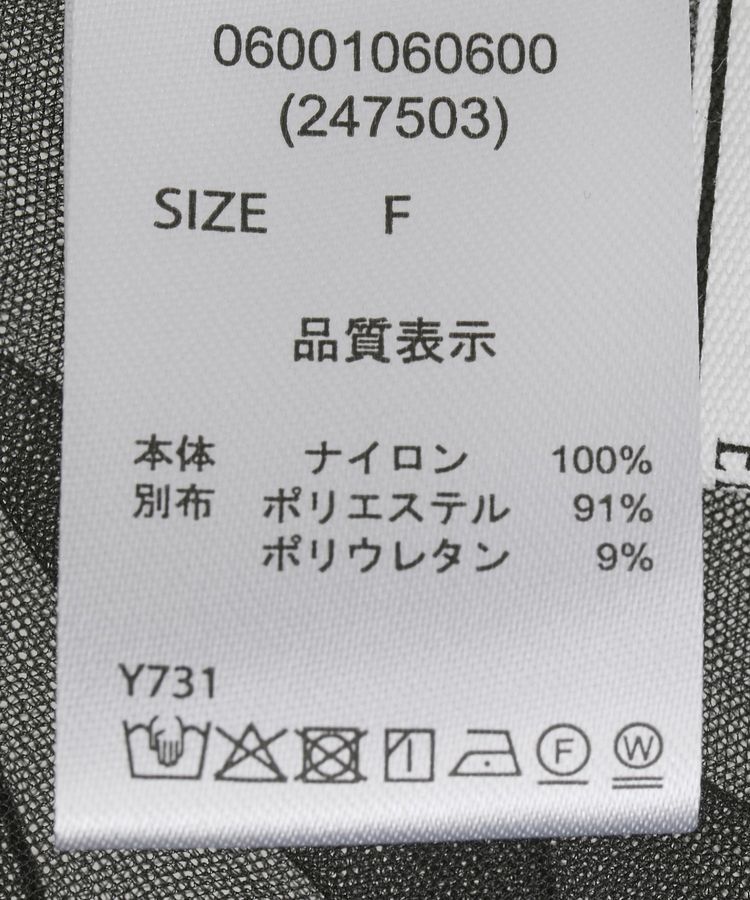 06001060600
(247503)
SIZE F
品質表示
本体 ナイロン 100%
別布 ポリエステル 91%
ポリウレタン 9%
Y731
F W